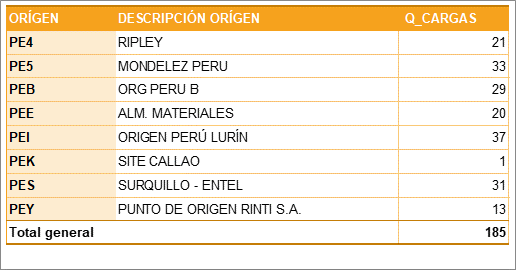 ORÍGEN DESCRIPCIÓN ORÍGEN Q_CARGAS
PE4 RIPLEY 21
PE5 MONDELEZ PERU 33
PEB ORG PERU B 29
PEE ALM. MATERIALES 20
PEI ORIGEN PERÚ LURÍN 37
PEK SITE CALLAO 1
PES SURQUILLO - ENTEL 31
PEY PUNTO DE ORIGEN RINTI S.A. 13
Total general 185